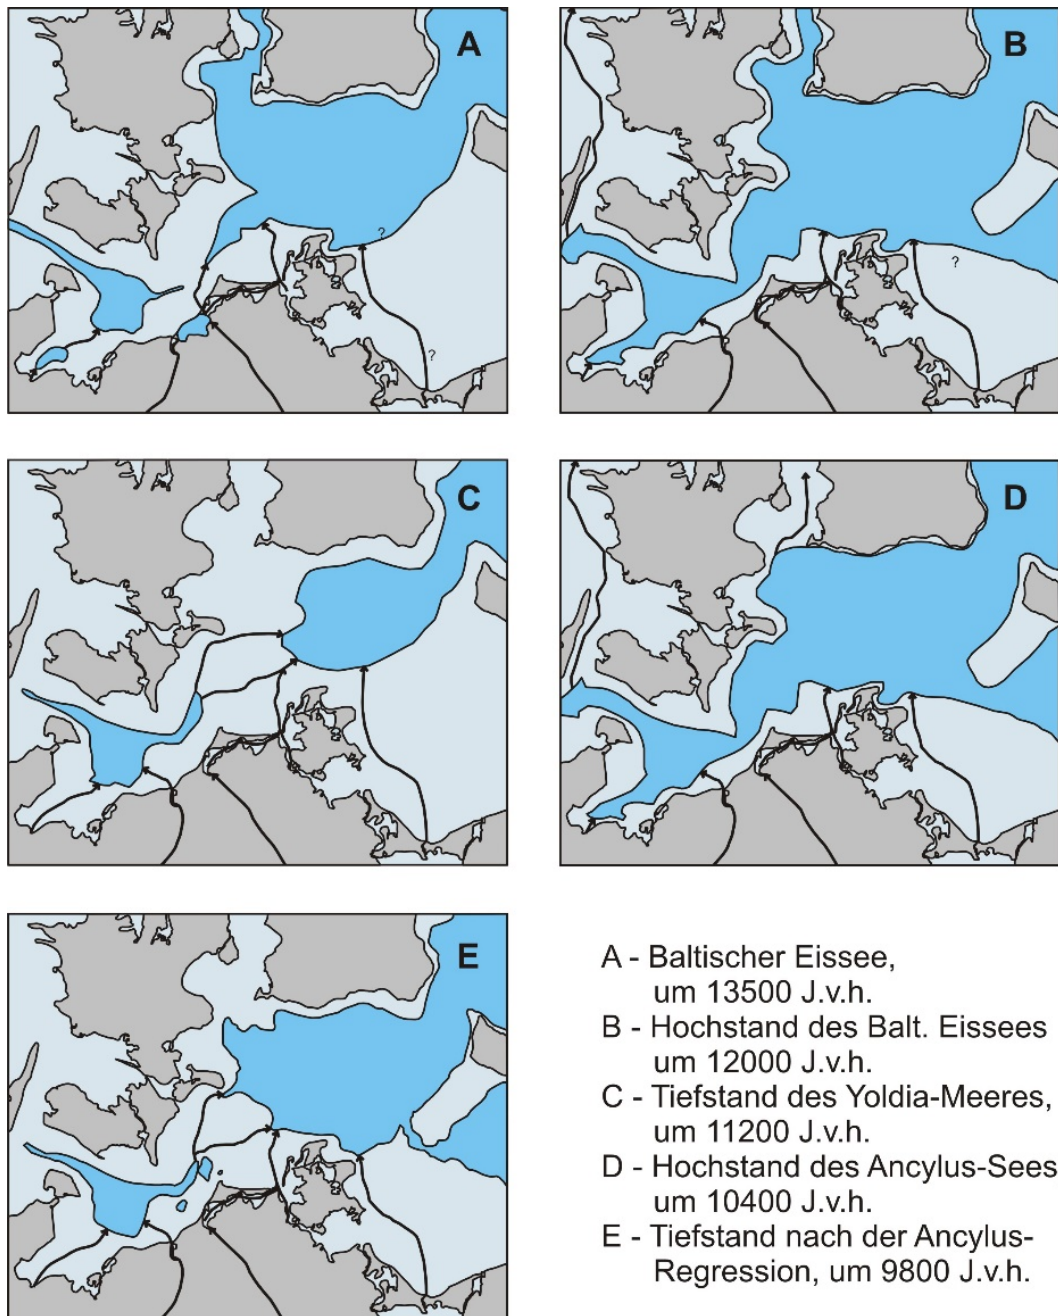 A
B
?
?
?
C
D
E
A - Baltischer Eissee,
um 13500 J.v.h.
B - Hochstand des Balt. Eissees
um 12000 J.v.h.
C - Tiefstand des Yoldia-Meeres,
um 11200 J.v.h.
D - Hochstand des Ancylus-Sees
um 10400 J.v.h.
E - Tiefstand nach der Ancylus-
Regression, um 9800 J.v.h.